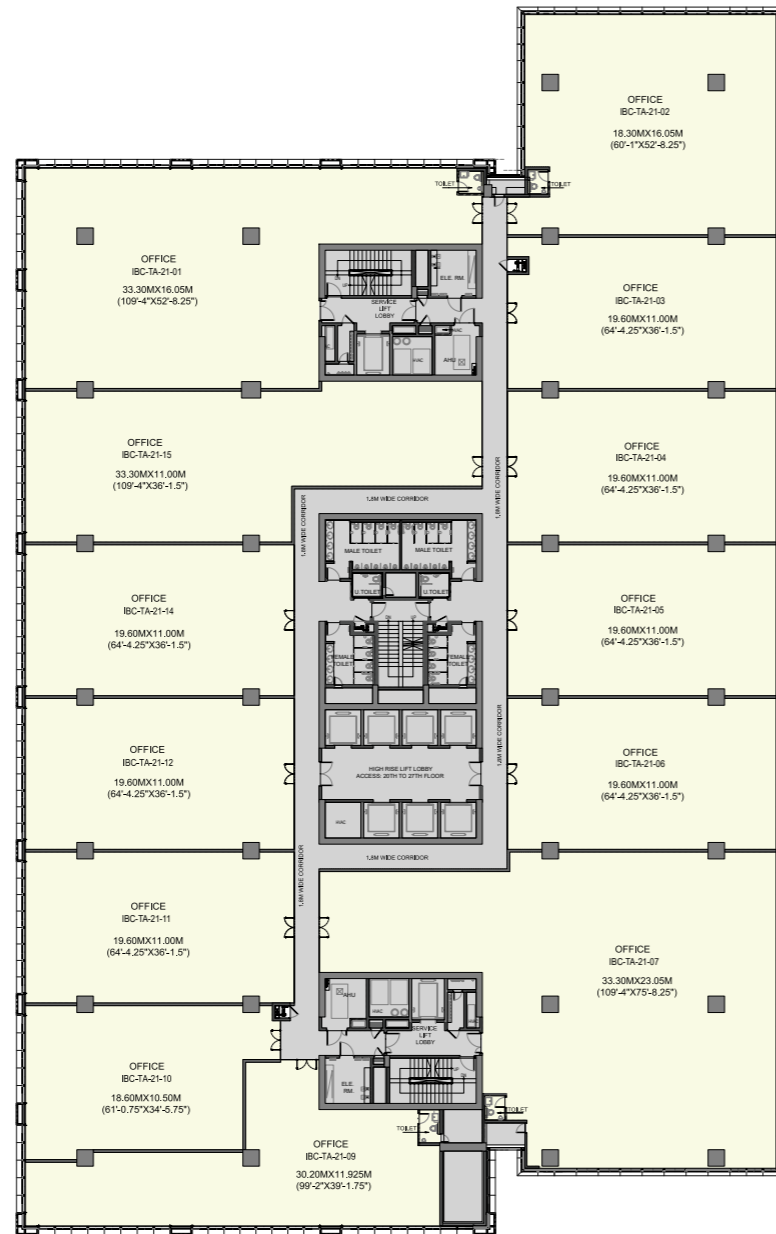 OFFICE
IBC-TA-21-02
18.30MX16.05M
(60'-1"X52'-8.25")
TOILET
TOILET
OFFICE
IBC-TA-21-01
33.30MX16.05M
(109'-4"X52'-8.25")
UP
ELE. RM.
SERVICE
LIFT
LOBBY
HVAC
AHU
OFFICE
IBC-TA-21-03
19.60MX11.00M
(64'-4.25"X36'-1.5")
OFFICE
IBC-TA-21-15
33.30MX11.00M
(109'-4"X36'-1.5")
OFFICE
IBC-TA-21-04
19.60MX11.00M
(64'-4.25"X36'-1.5")
1.8M WIDE CORRIDOR
1.8M WIDE CORRIDOR
1.8M WIDE CORRIDOR
MALE TOILET
MALE TOILET
U.TOILET
U.TOILET
DN
UP
FEMALE
TOILET
FEMALE
TOILET
OFFICE
IBC-TA-21-14
19.60MX11.00M
(64'-4.25"X36'-1.5")
OFFICE
IBC-TA-21-05
19.60MX11.00M
(64'-4.25"X36'-1.5")
OFFICE
IBC-TA-21-12
19.60MX11.00M
(64'-4.25"X36'-1.5")
HIGH RISE LIFT LOBBY
ACCESS: 20TH TO 27TH FLOOR
HVAC
1.8M WIDE CORRIDOR
OFFICE
IBC-TA-21-06
19.60MX11.00M
(64'-4.25"X36'-1.5")
1.8M WIDE CORRIDOR
1.8M WIDE CORRIDOR
OFFICE
IBC-TA-21-11
19.60MX11.00M
(64'-4.25"X36'-1.5")
OFFICE
IBC-TA-21-07
33.30MX23.05M
(109'-4"X75'-8.25")
AHU
HVAC
SERVICE
LIFT
LOBBY
ELE.
RM.
UP
DN
OFFICE
IBC-TA-21-10
18.60MX10.50M
(61'-0.75"X34'-5.75")
TOILET
TOILET
OFFICE
IBC-TA-21-09
30.20MX11.925M
(99'-2"X39'-1.75")